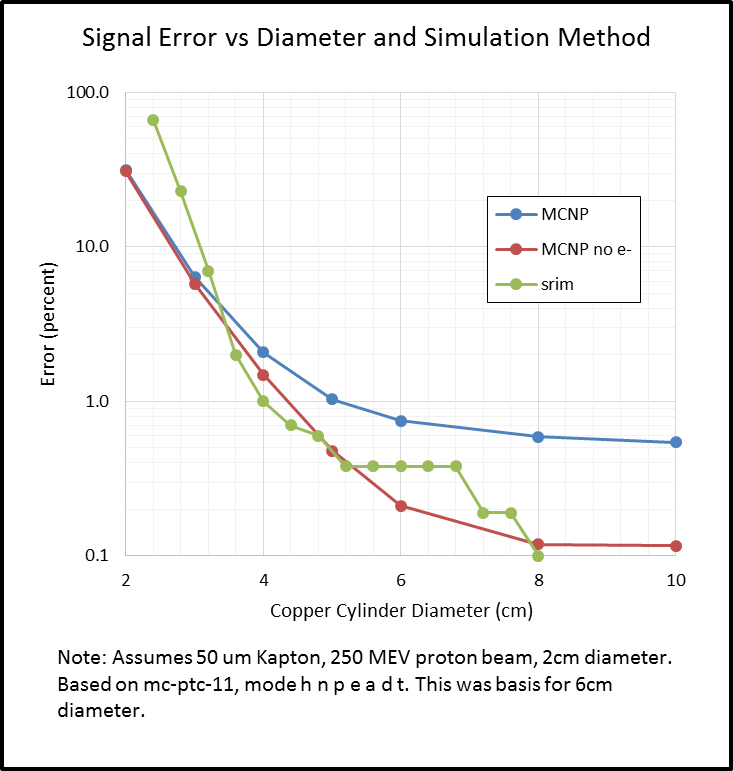 Signal Error vs Diameter and Simulation Method
100.0
10.0
1.0
0.1
Error (percent)
MCNP
MCNP no e-
srim
2 4 6 8 10
Copper Cylinder Diameter (cm)
Note: Assumes 50 um Kapton, 250 MEV proton beam, 2cm diameter.
Based on mc-ptc-11, mode h n p e a d t. This was basis for 6cm
diameter.